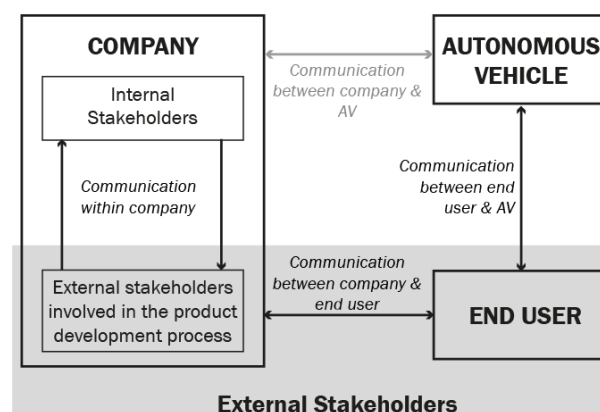 COMPANY
Internal
Stakeholders
Communication
within company
External stakeholders
involved in the product
development process
Communication
between company &
AV
AUTONOMOUS
VEHICLE
Communication
between end
user & AV
Communication
between company &
end user
END USER
External Stakeholders